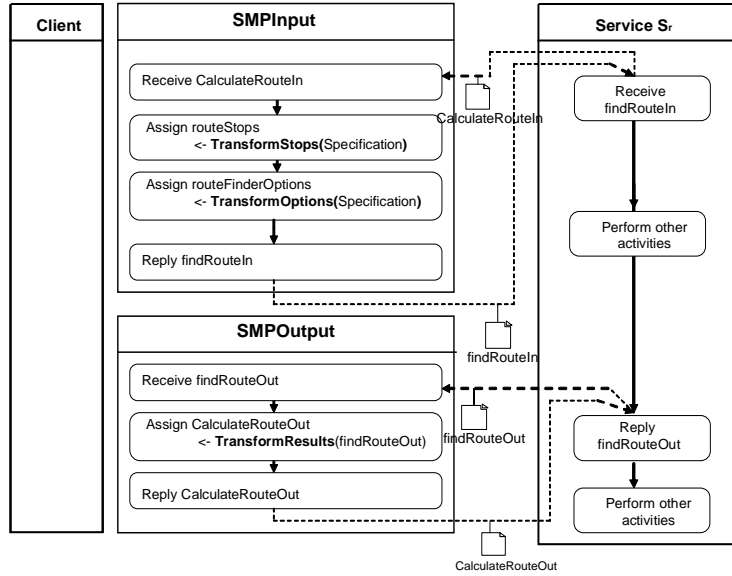 Client
SMPInput
Service Sr
Receive CalculateRouteIn
CalculateRouteIn
Receive
findRouteIn
Assign routeStops
<- TransformStops(Specification)
Assign routeFinderOptions
<- TransformOptions(Specification)
Perform other
activities
Reply findRouteIn
findRouteIn
SMPOutput
Receive findRouteOut
findRouteOut
Assign CalculateRouteOut
<- TransformResults(findRouteOut)
Reply
findRouteOut
Reply CalculateRouteOut
Perform other
activities
CalculateRouteOut